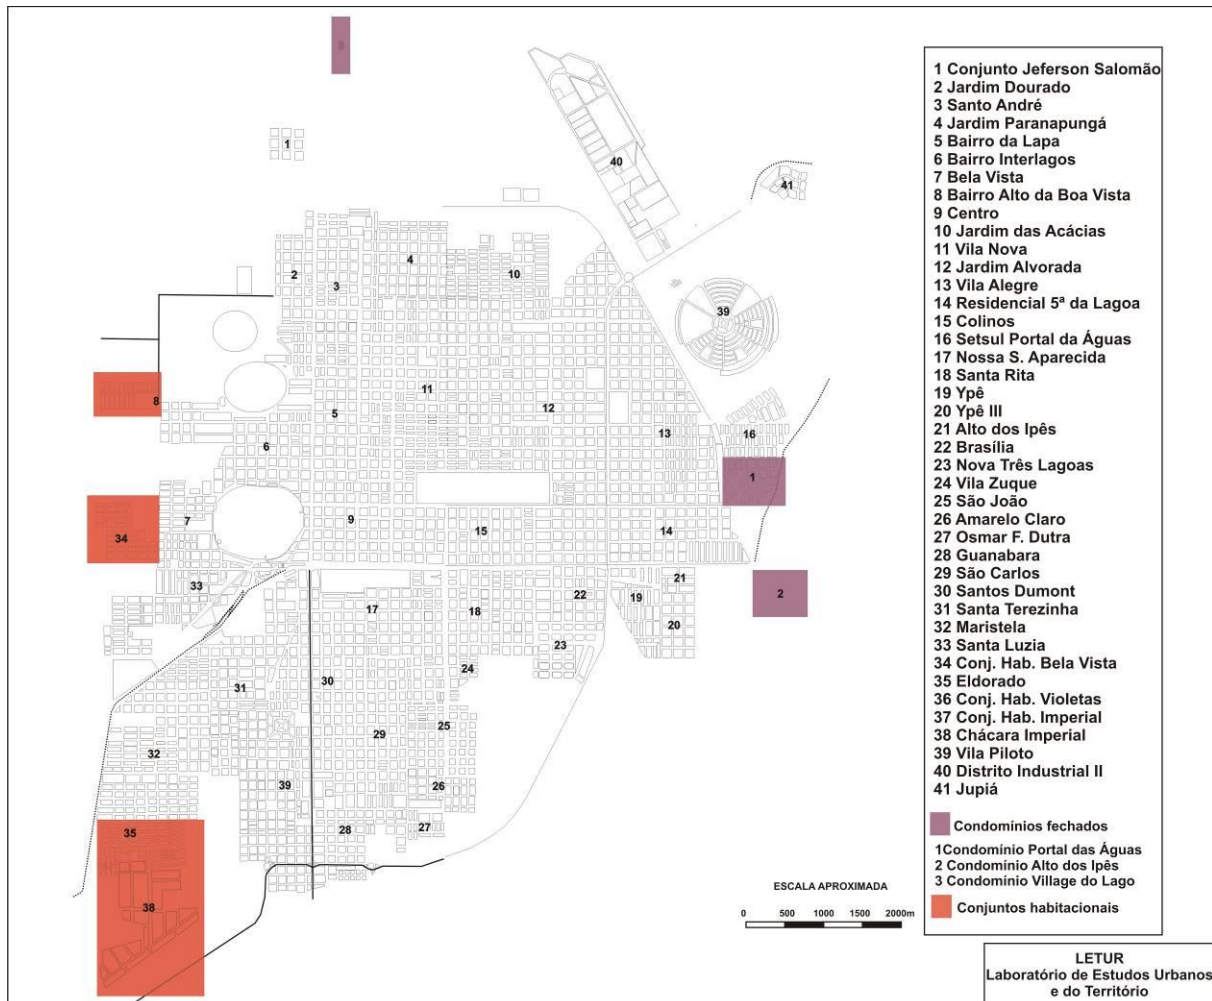 3
1
40
41
2
3
4
10
39
8
11
5
12
13
16
6
1
7
34
9
15
14
33
17
18
22
19
21
20
2
23
24
31
30
25
29
32
39
26
28
27
35
38
1 Conjunto Jeferson Salomão
2 Jardim Dourado
3 Santo André
4 Jardim Paranapungá
5 Bairro da Lapa
6 Bairro Interlagos
7 Bela Vista
8 Bairro Alto da Boa Vista
9 Centro
10 Jardim das Acácias
11 Vila Nova
12 Jardim Alvorada
13 Vila Alegre
14 Residencial 5ª da Lagoa
15 Colinos
16 Setsul Portal da Águas
17 Nossa S. Aparecida
18 Santa Rita
19 Ypê
20 Ypê III
21 Alto dos Ipês
22 Brasília
23 Nova Três Lagoas
24 Vila Zuque
25 São João
26 Amarelo Claro
27 Osmar F. Dutra
28 Guanabara
29 São Carlos
30 Santos Dumont
31 Santa Terezinha
32 Maristela
33 Santa Luzia
34 Conj. Hab. Bela Vista
35 Eldorado
36 Conj. Hab. Violetas
37 Conj. Hab. Imperial
38 Chácara Imperial
39 Vila Piloto
40 Distrito Industrial II
41 Jupiá
Condomínios fechados
1Condomínio Portal das Águas
2 Condomínio Alto dos Ipês
3 Condomínio Village do Lago
Conjuntos habitacionais
ESCALA APROXIMADA
0 500 1000 1500 2000m
LETUR
Laboratório de Estudos Urbanos
e do Território